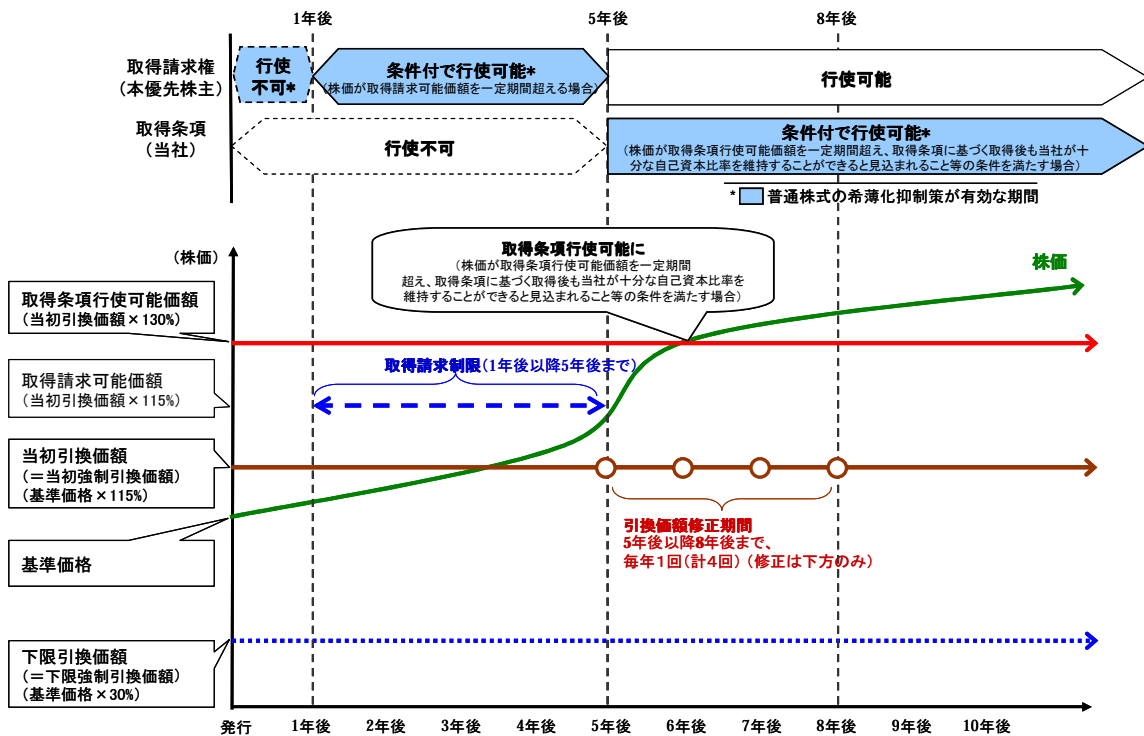 1年後
5年後
8年後
取得請求権
(本優先株主)
行使
不可*
条件付で行使可能*
(株価が取得請求可能価額を一定期間超える場合)
行使可能
取得条項
(当社)
行使不可
条件付で行使可能*
(株価が取得条項行使可能価額を一定期間超え、取得条項に基づく取得後も当社が十
分な自己資本比率を維持することができると見込まれること等の条件を満たす場合)
* 普通株式の希薄化抑制策が有効な期間
(株価)
取得条項行使可能に
(株価が取得条項行使可能価額を一定期間
超え、取得条項に基づく取得後も当社が十分な自己資本比率を
維持することができると見込まれること等の条件を満たす場合)
株価
取得条項行使可能価額
(当初引換価額×130%)
取得請求制限(1年後以降5年後まで)
取得請求可能価額
(当初引換価額×115%)
当初引換価額
(=当初強制引換価額)
(基準価格×115%)
引換価額修正期間
5年後以降8年後まで、
毎年1回(計4回) (修正は下方のみ)
基準価格
下限引換価額
(=下限強制引換価額)
(基準価格×30%)
発行
1年後
2年後
3年後
4年後
5年後
6年後
7年後
8年後
9年後
10年後